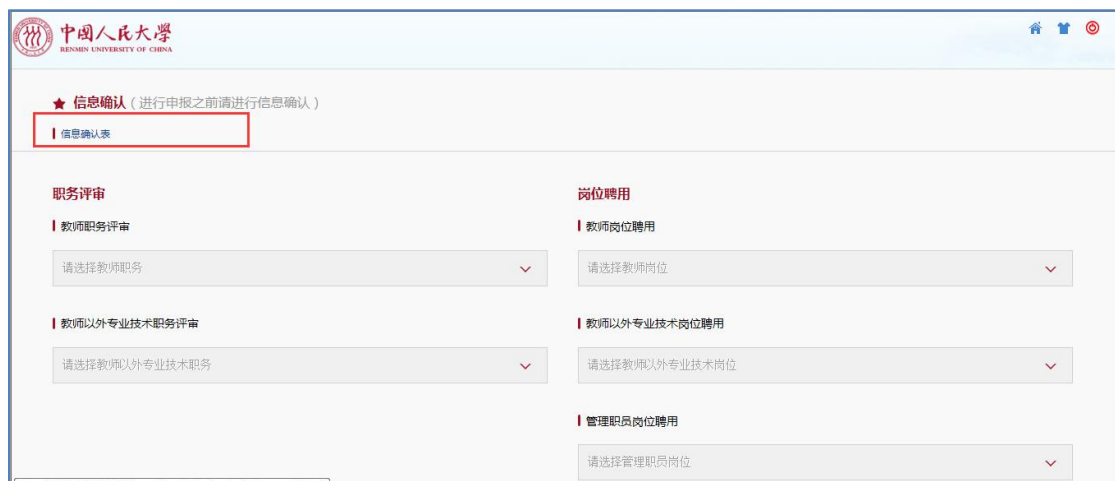 中国人民大学
RENMIN UNIVERSITY OF CHINA
★ 信息确认（进行申报之前请进行信息确认）
信息确认表
职务评审
教师职务评审
请选择教师职务
教师以外专业技术职务评审
请选择教师以外专业技术职务
岗位聘用
教师岗位聘用
请选择教师岗位
教师以外专业技术岗位聘用
请选择教师以外专业技术岗位
管理职员岗位聘用
请选择管理职员岗位